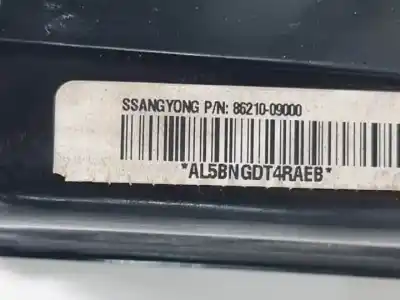 SSANGYONG P/N: 86210-09000
*AL5BNGDT4RAEB*